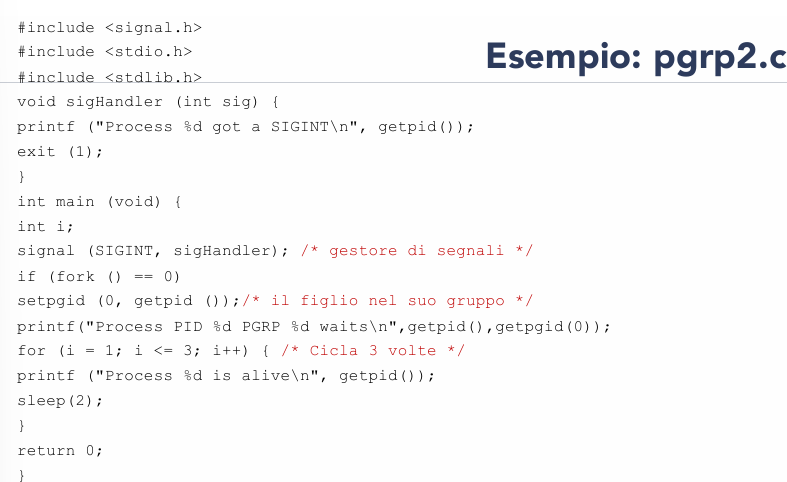 #include <signal.h>
#include <stdio.h>
Esempio: pgrp2.c
#include <stdlib.h>
void sigHandler (int sig) {
printf ("Process %d got a SIGINT\n", getpid());
exit (1);
}
int main (void) {
int i;
signal (SIGINT, sigHandler); /* gestore di segnali */
if (fork () == 0)
setpgid (0, getpid ());/* il figlio nel suo gruppo */
printf("Process PID %d PGRP %d waits\n",getpid(),getpgid(0));
for (i = 1; i <= 3; i++) { /* Cicla 3 volte */
printf ("Process %d is alive\n", getpid());
sleep(2);
}
return 0;
}